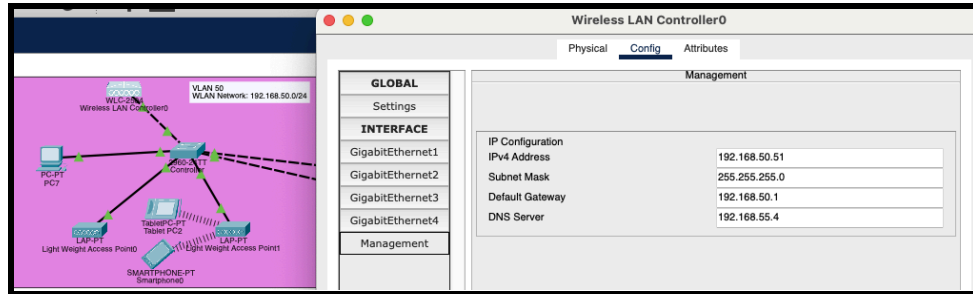 Wireless LAN Controller0
Physical Config Attributes
VLAN 50
WLAN Network: 192.168.50.0/24
Wireless LAN Controller0
Controller
PC-PT
PC7
TabletPC-PT
Tablet PC2
LAP-PT
Light Weight Access Point0
LAP-PT
Light Weight Access Point1
SMARTPHONE-PT
Smartphone0
GLOBAL
Settings
INTERFACE
GigabitEthernet1
GigabitEthernet2
GigabitEthernet3
GigabitEthernet4
Management
Management
IP Configuration
IPv4 Address 192.168.50.51
Subnet Mask 255.255.255.0
Default Gateway 192.168.50.1
DNS Server 192.168.55.4